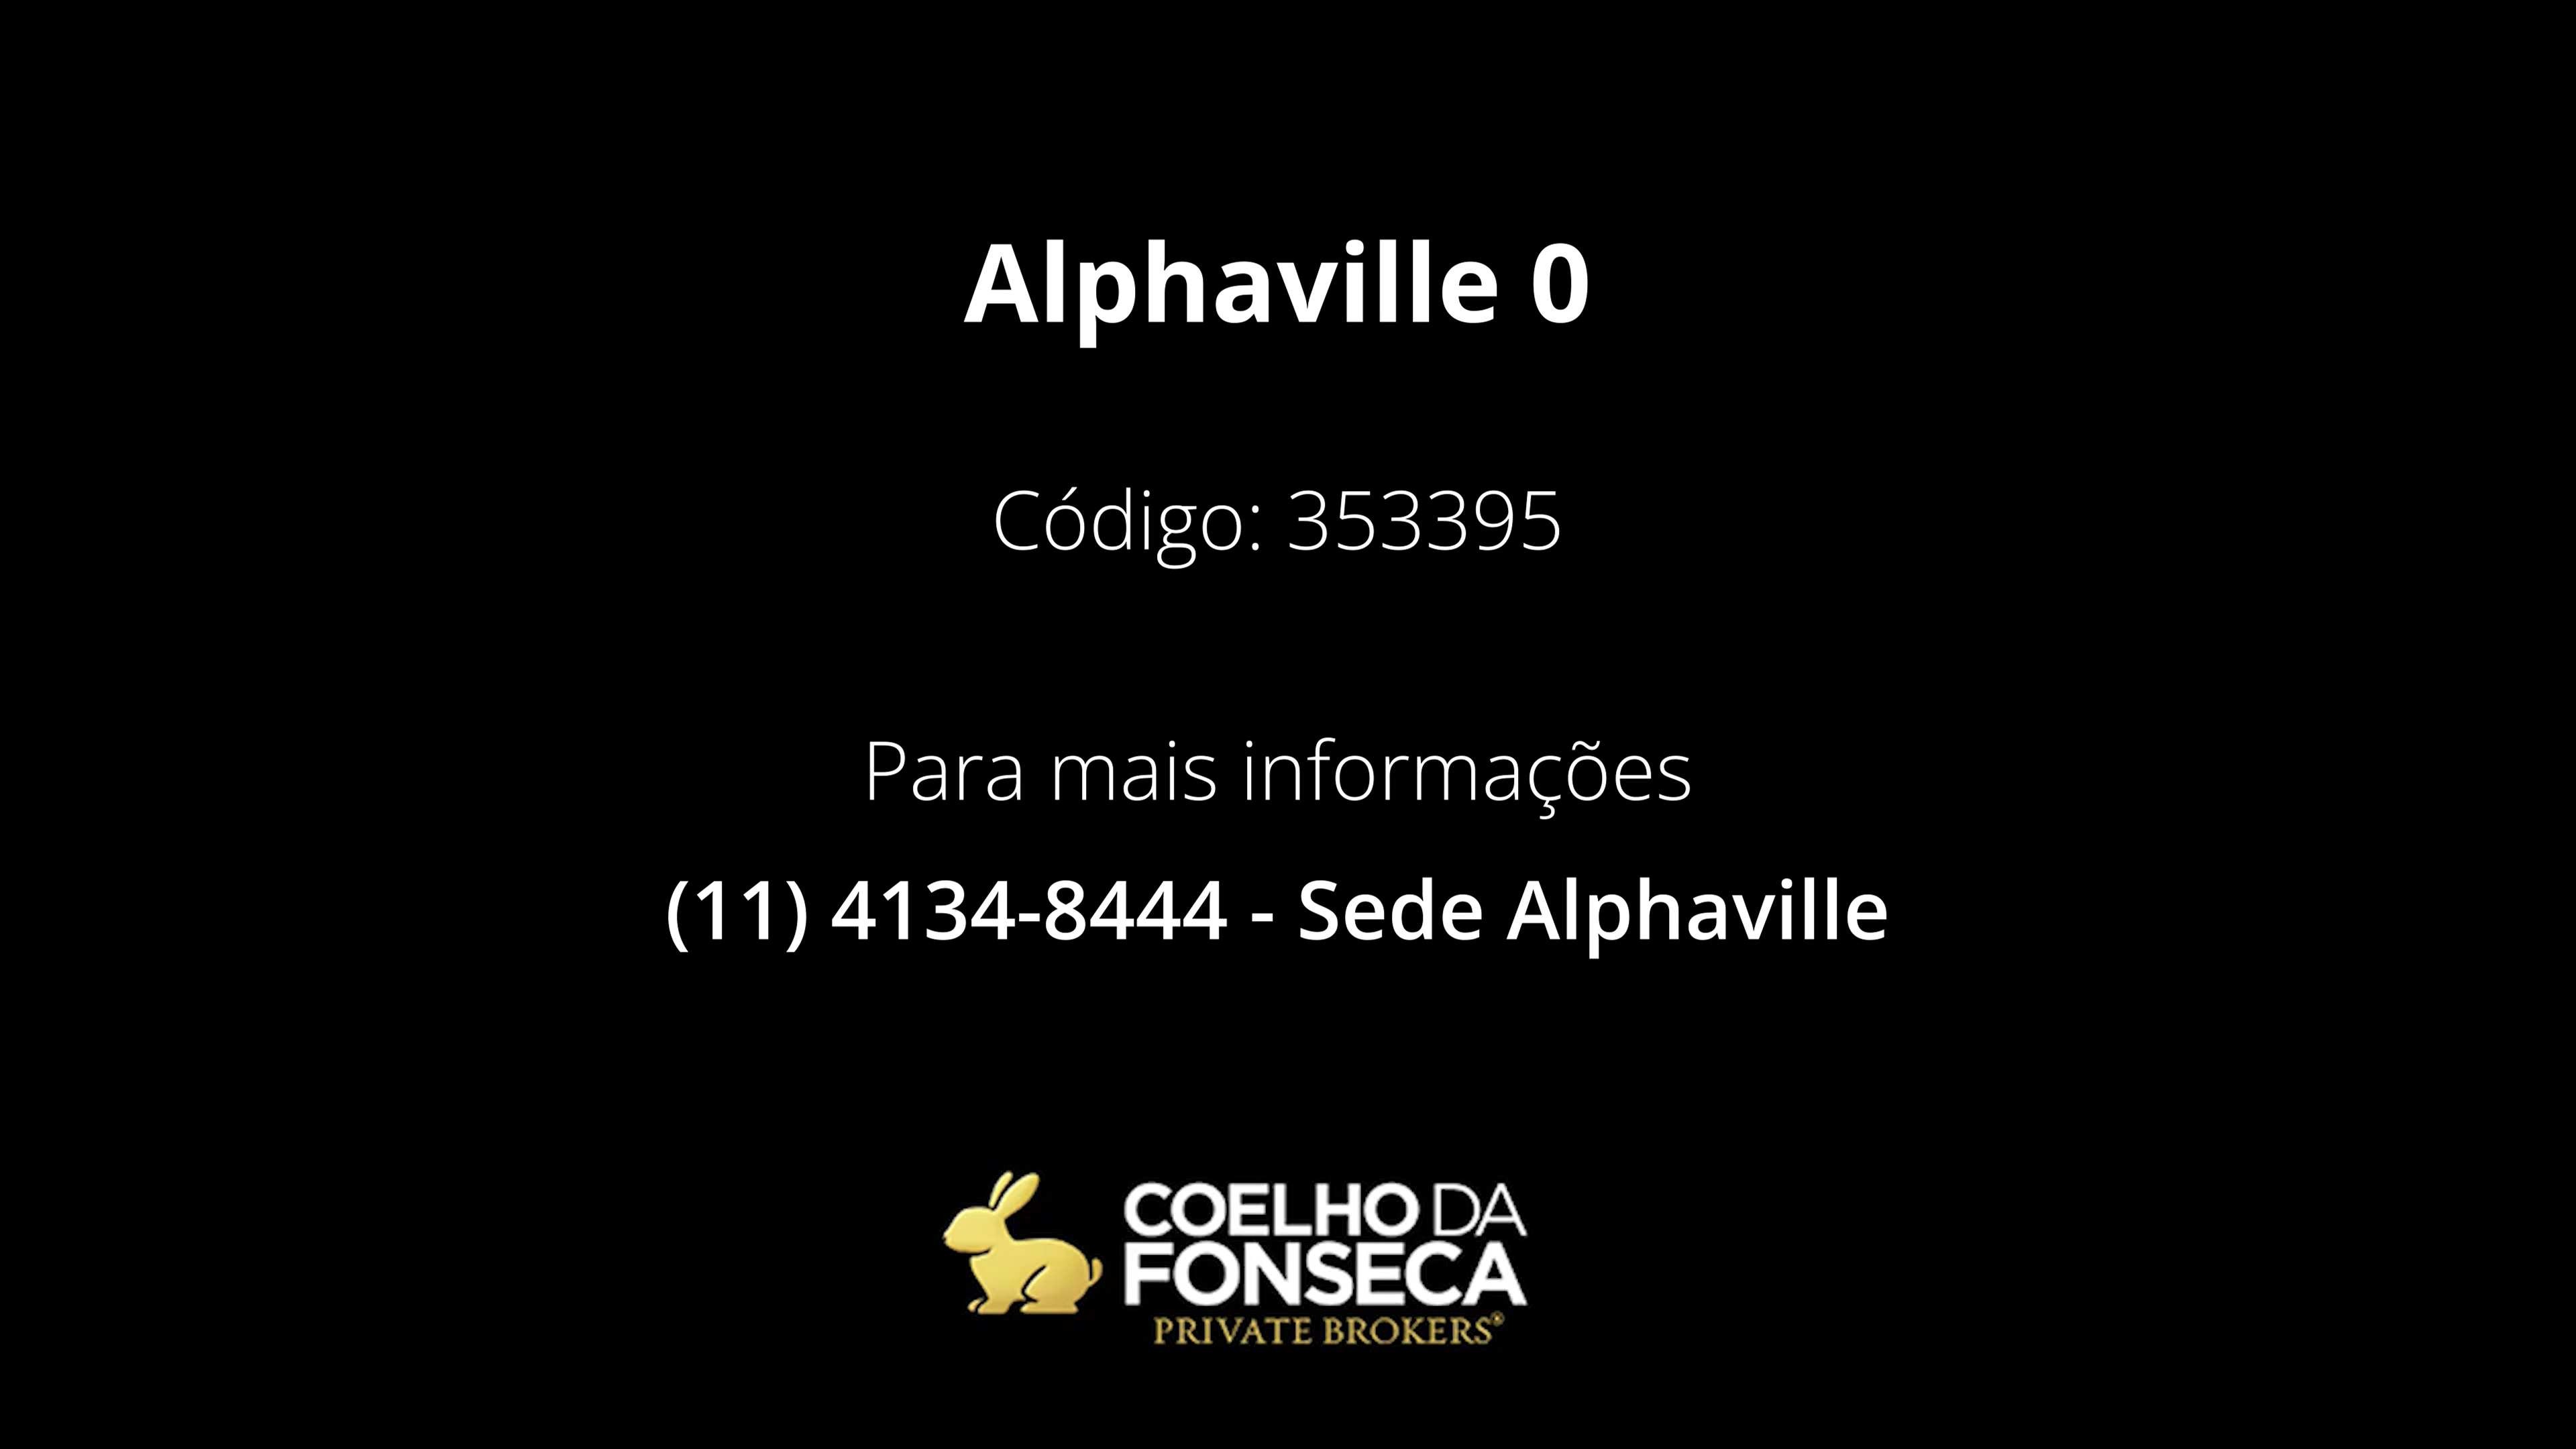 Alphaville 0
Código: 353395
Para mais informações
(11) 4134-8444 - Sede Alphaville
COELHO DA
FONSECA
PRIVATE BROKERS®